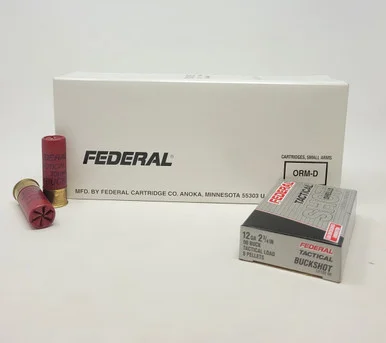 FEDERAL®
CARTRIDGES, SMALL ARMS
ORM-D
MFD. BY FEDERAL CARTRIDGE CO. ANOKA, MINNESOTA 55303 U
FEDERAL
TACTICAL
12 GA 2¾ IN
00 BUCK
TACTICAL LOAD
9 PELLETS
FEDERAL
TACTICAL
BUCKSHOT